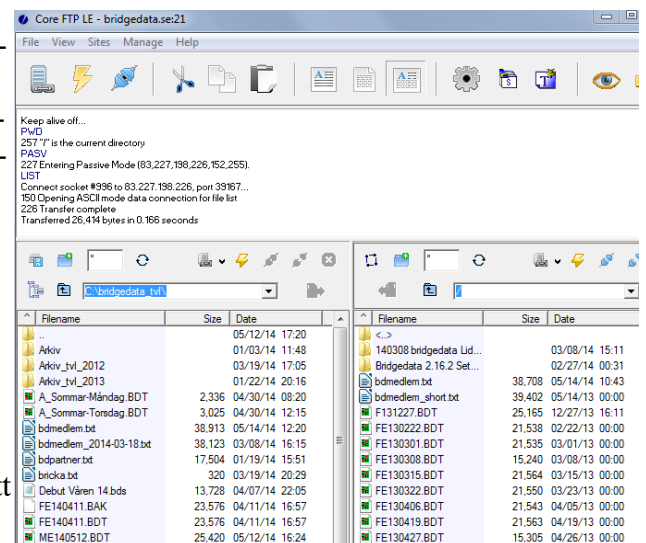 Core FTP LE - bridgedata.se:21
File View Sites Manage Help
Keep alive off...
PWD
257 "/" is the current directory
PASV
227 Entering Passive Mode (83,227,198,226,152,255).
LIST
Connect socket #996 to 83.227.198.226, port 39167...
150 Opening ASCII mode data connection for file list
226 Transfer complete
Transferred 26,414 bytes in 0.166 seconds
C:\bridgedata_tvl\
Filename Size Date
.. 05/12/14 17:20
Arkiv 01/03/14 11:48
Arkiv_tvl_2012 03/19/14 17:05
Arkiv_tvl_2013 01/22/14 20:16
A_Sommar-Måndag.BDT 2,336 04/30/14 08:20
A_Sommar-Torsdag.BDT 3,025 04/30/14 12:15
bdmedlem.txt 38,913 05/14/14 12:20
bdmedlem_2014-03-18.txt 38,123 03/08/14 16:15
bdpartner.txt 17,504 01/19/14 15:51
bricka.txt 320 03/19/14 20:29
Debut Våren 14.bds 13,728 04/07/14 22:05
FE140411.BAK 23,576 04/11/14 16:57
FE140411.BDT 23,576 04/11/14 16:57
ME140512.BDT 25,420 05/12/14 16:24
/
Filename Size Date
<..>
140308 bridgedata Lid... 03/08/14 15:11
Bridgedata 2.16.2 Set... 02/27/14 00:31
bdmedlem.txt 38,708 05/14/14 10:43
bdmedlem_short.txt 39,402 05/14/13 00:00
F131227.BDT 25,165 12/27/13 16:11
FE130222.BDT 21,538 02/22/13 00:00
FE130301.BDT 21,535 03/01/13 00:00
FE130308.BDT 15,240 03/08/13 00:00
FE130315.BDT 21,564 03/15/13 00:00
FE130322.BDT 21,550 03/23/13 00:00
FE130406.BDT 21,543 04/05/13 00:00
FE130419.BDT 21,563 04/19/13 00:00
FE130427.BDT 15,305 04/26/13 00:00